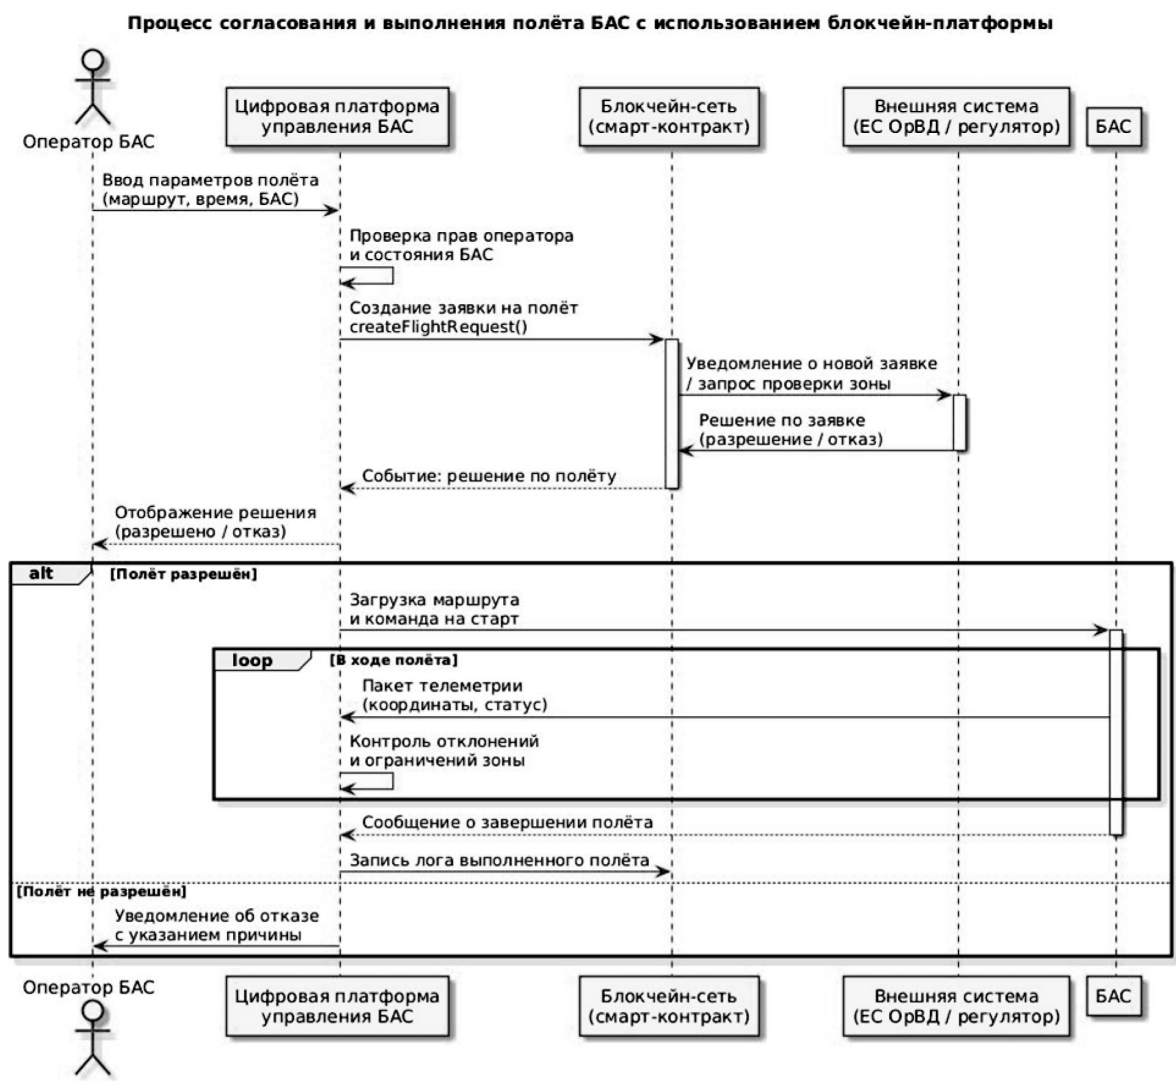 Процесс согласования и выполнения полёта БАС с использованием блокчейн-платформы
Оператор БАС
Цифровая платформа
управления БАС
Блокчейн-сеть
(смарт-контракт)
Внешняя система
(ЕС ОрВД / регулятор)
БАС
Ввод параметров полёта
(маршрут, время, БАС)
Проверка прав оператора
и состояния БАС
Создание заявки на полёт
createFlightRequest()
Уведомление о новой заявке
/ запрос проверки зоны
Решение по заявке
(разрешение / отказ)
Событие: решение по полёту
Отображение решения
(разрешено / отказ)
alt
[Полёт разрешён]
Загрузка маршрута
и команда на старт
loop
[В ходе полёта]
Пакет телеметрии
(координаты, статус)
Контроль отклонений
и ограничений зоны
Сообщение о завершении полёта
Запись лога выполненного полёта
[Полёт не разрешён]
Уведомление об отказе
с указанием причины
Оператор БАС
Цифровая платформа
управления БАС
Блокчейн-сеть
(смарт-контракт)
Внешняя система
(ЕС ОрВД / регулятор)
БАС